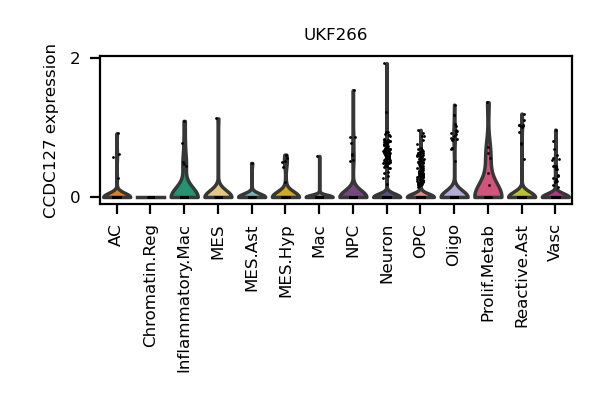 UKF266
CCDC127 expression
2
0
AC
Chromatin.Reg
Inflammatory.Mac
MES
MES.Ast
MES.Hyp
Mac
NPC
Neuron
OPC
Oligo
Prolif.Metab
Reactive.Ast
Vasc